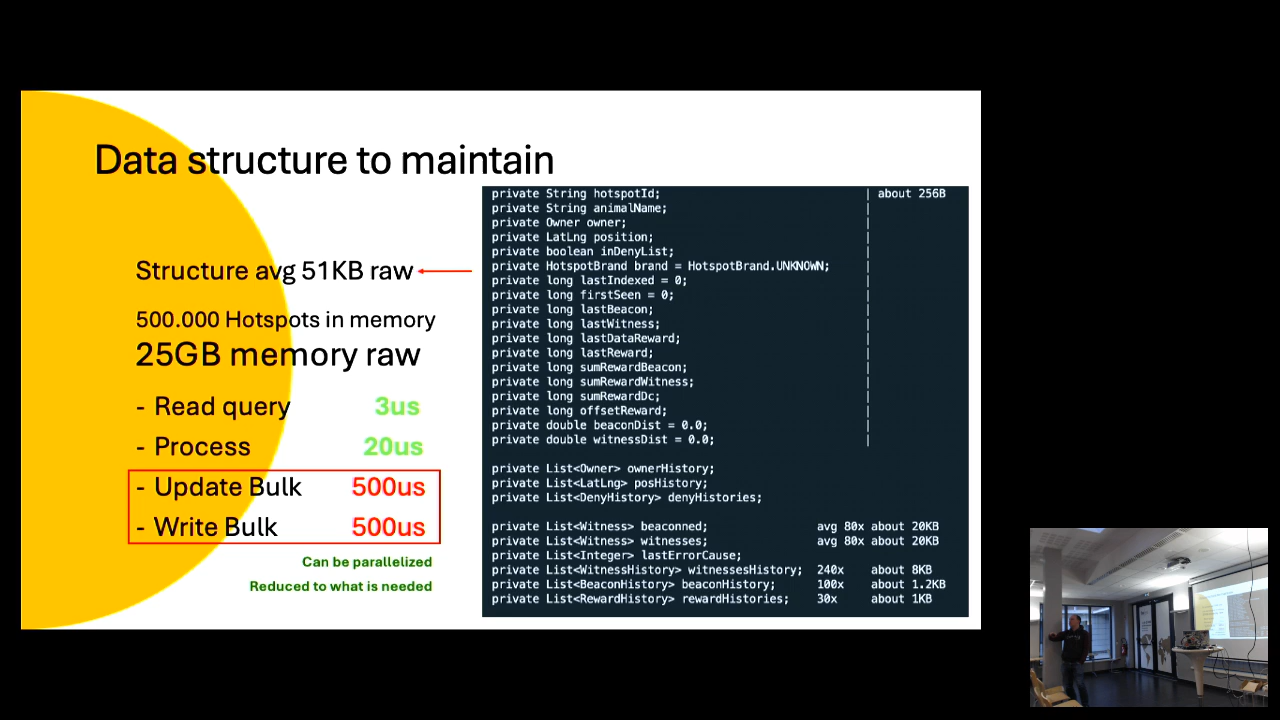 Data structure to maintain
Structure avg 51KB raw
500.000 Hotspots in memory
25GB memory raw
- Read query 3us
- Process 20us
- Update Bulk 500us
- Write Bulk 500us
Can be parallelized
Reduced to what is needed
private String hotspotId; | about 256B
private String animalName; |
private Owner owner; |
private LatLng position; |
private boolean inDenyList; |
private HotspotBrand brand = HotspotBrand.UNKNOWN; |
private long lastIndexed = 0; |
private long firstSeen = 0; |
private long lastBeacon; |
private long lastWitness; |
private long lastDataReward; |
private long lastReward; |
private long sumRewardBeacon; |
private long sumRewardWitness; |
private long sumRewardDc; |
private long offsetReward; |
private double beaconDist = 0.0; |
private double witnessDist = 0.0; |
private List<Owner> ownerHistory;
private List<LatLng> posHistory;
private List<DenyHistory> denyHistories;
private List<Witness> beaconned; avg 80x about 20KB
private List<Witness> witnesses; avg 80x about 20KB
private List<Integer> lastErrorCause;
private List<WitnessHistory> witnessesHistory; 240x about 8KB
private List<BeaconHistory> beaconHistory; 100x about 1.2KB
private List<RewardHistory> rewardHistories; 30x about 1KB